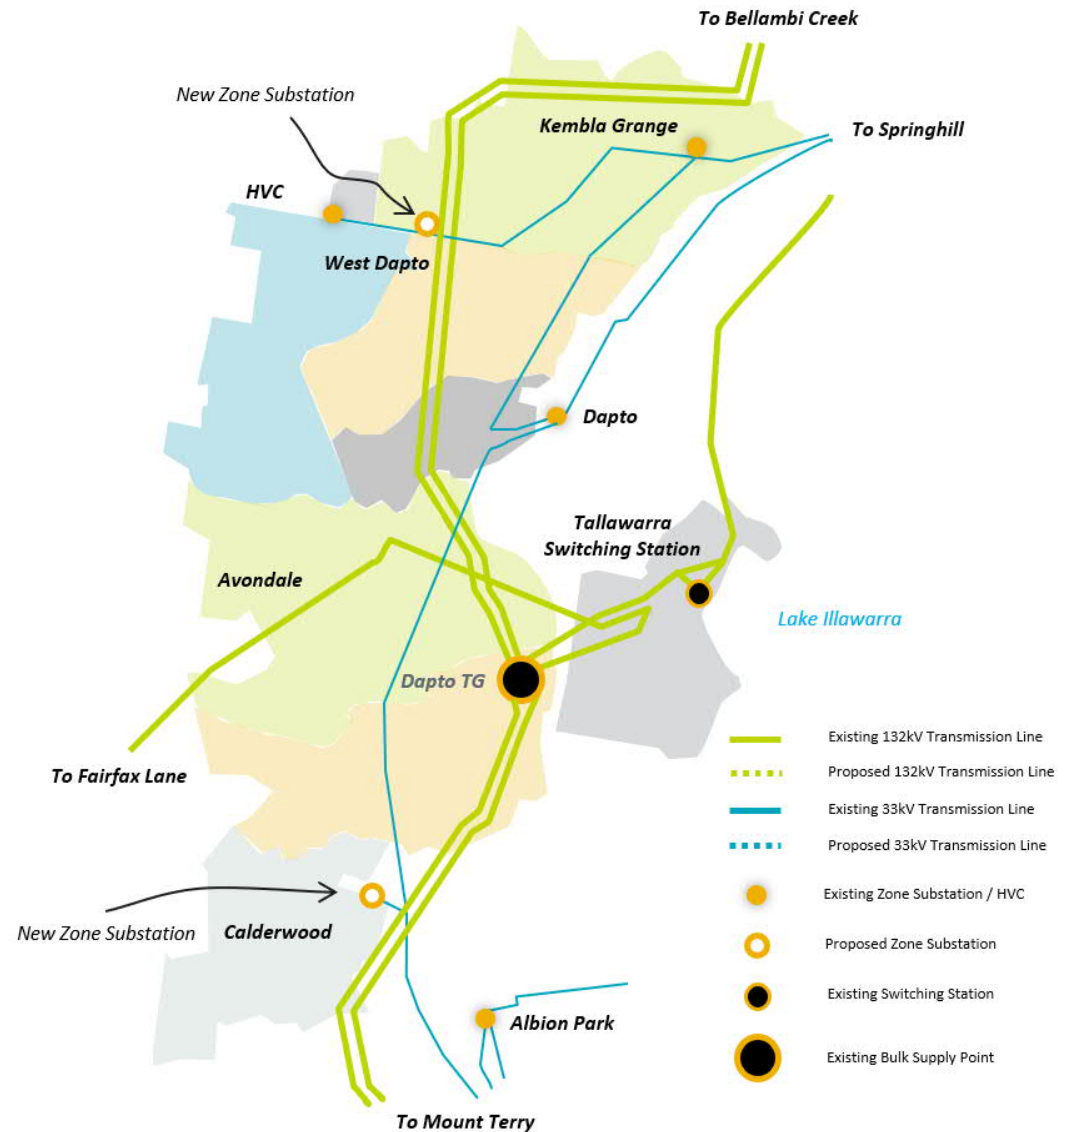 To Bellambi Creek
New Zone Substation
Kembla Grange
To Springhill
HVC
West Dapto
Dapto
Tallawarra
Switching Station
Avondale
Lake Illawarra
Dapto TG
To Fairfax Lane
Existing 132kV Transmission Line
Proposed 132kV Transmission Line
Existing 33kV Transmission Line
Proposed 33kV Transmission Line
Existing Zone Substation / HVC
New Zone Substation
Calderwood
Proposed Zone Substation
Existing Switching Station
Albion Park
Existing Bulk Supply Point
To Mount Terry